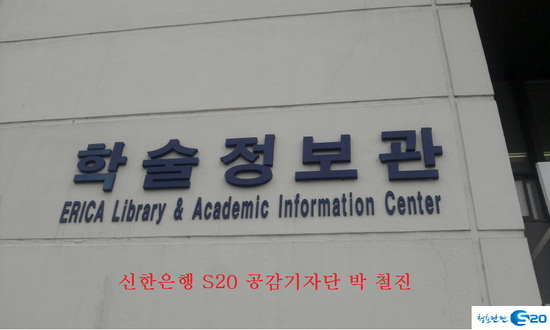 학술정보관
ERICA Library & Academic Information Center
신한은행 S20 공감기자단 박 철진
S20